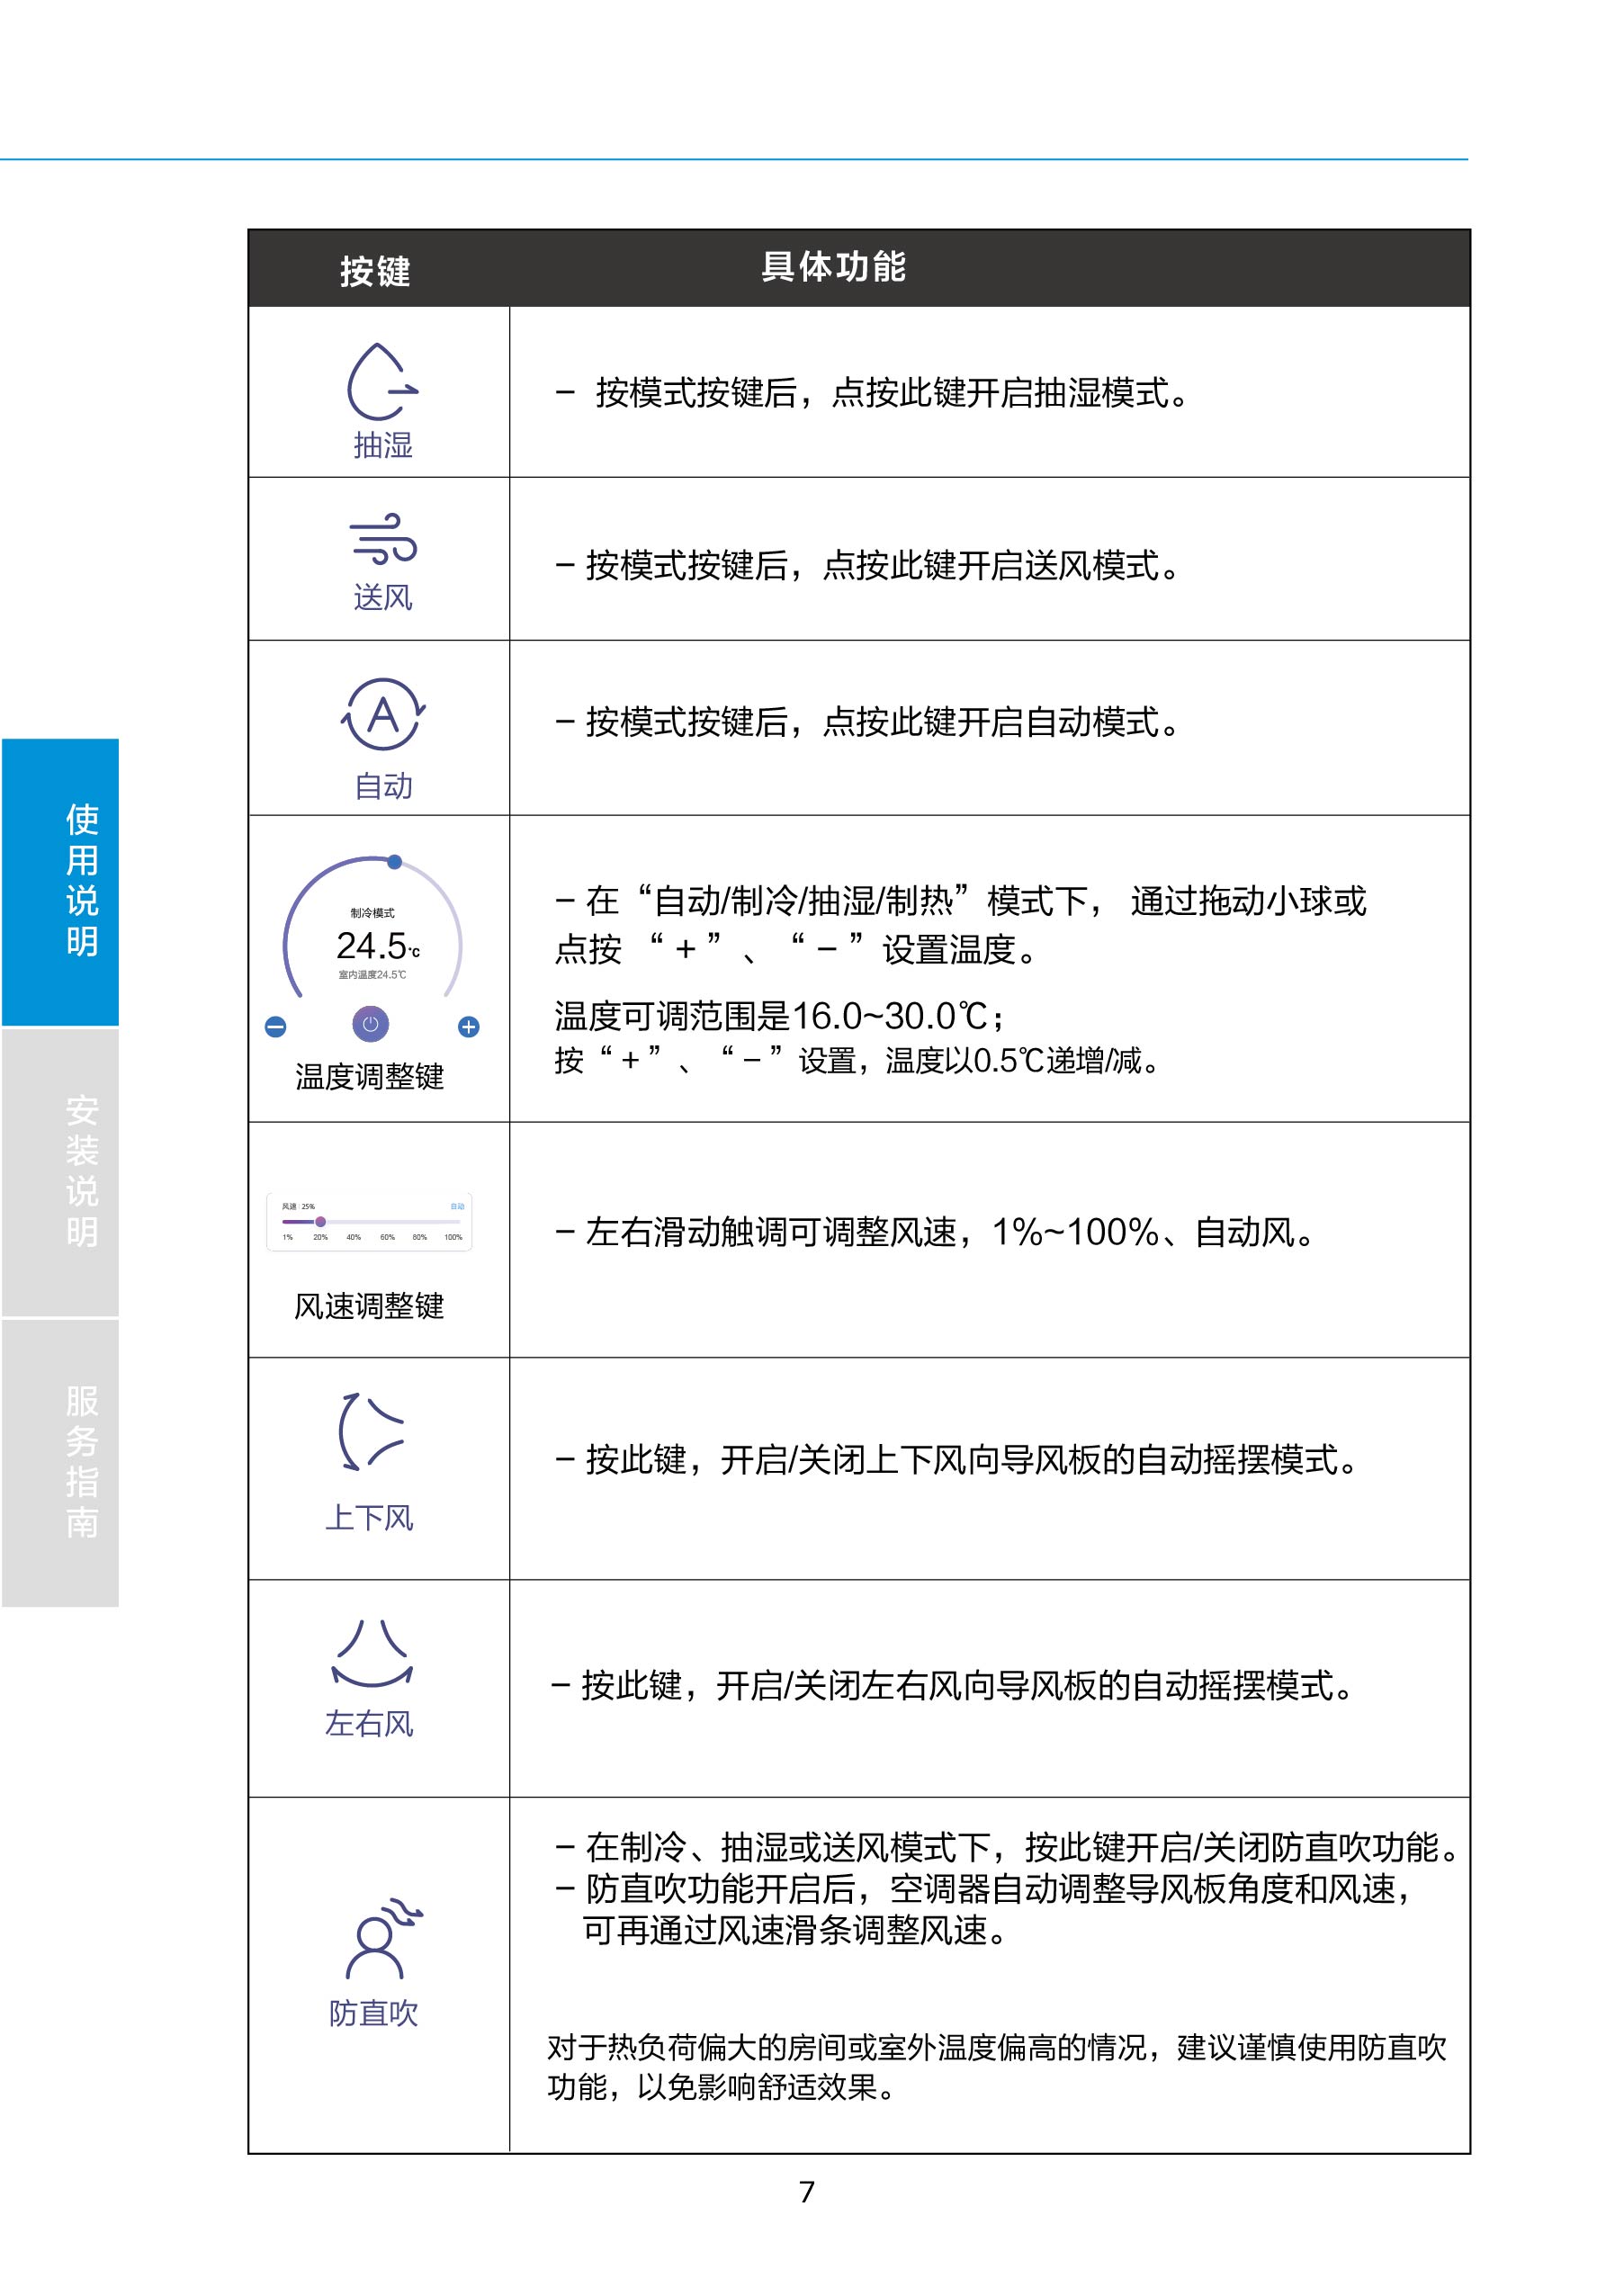 按键
具体功能
抽湿
- 按模式按键后，点按此键开启抽湿模式。
送风
- 按模式按键后，点按此键开启送风模式。
A
自动
- 按模式按键后，点按此键开启自动模式。
制冷模式
24.5℃
室内温度24.5℃
温度调整键
- 在“自动/制冷/抽湿/制热”模式下， 通过拖动小球或
点按 “+”、 “-”设置温度。
温度可调范围是16.0~30.0℃；
按“+”、 “-”设置，温度以0.5℃递增/减。
风速 : 25%
自动
1% 20% 40% 60% 80% 100%
风速调整键
- 左右滑动触调可调整风速，1%~100%、自动风。
上下风
- 按此键，开启/关闭上下风向导风板的自动摇摆模式。
左右风
- 按此键，开启/关闭左右风向导风板的自动摇摆模式。
防直吹
- 在制冷、抽湿或送风模式下，按此键开启/关闭防直吹功能。
- 防直吹功能开启后，空调器自动调整导风板角度和风速，
可再通过风速滑条调整风速。
对于热负荷偏大的房间或室外温度偏高的情况，建议谨慎使用防直吹
功能，以免影响舒适效果。
使用说明
安装说明
服务指南
7